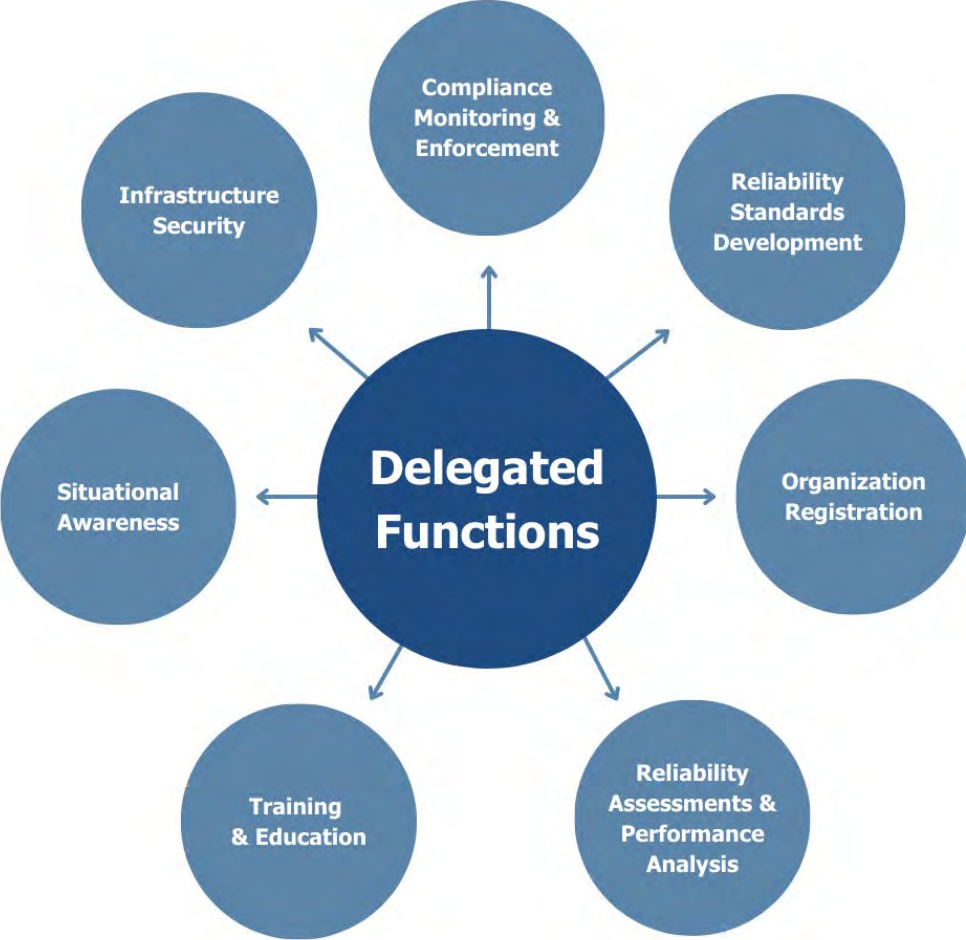 Compliance
Monitoring &
Enforcement
Reliability
Standards
Development
Organization
Registration
Reliability
Assessments &
Performance
Analysis
Training
& Education
Situational
Awareness
Infrastructure
Security
Delegated
Functions